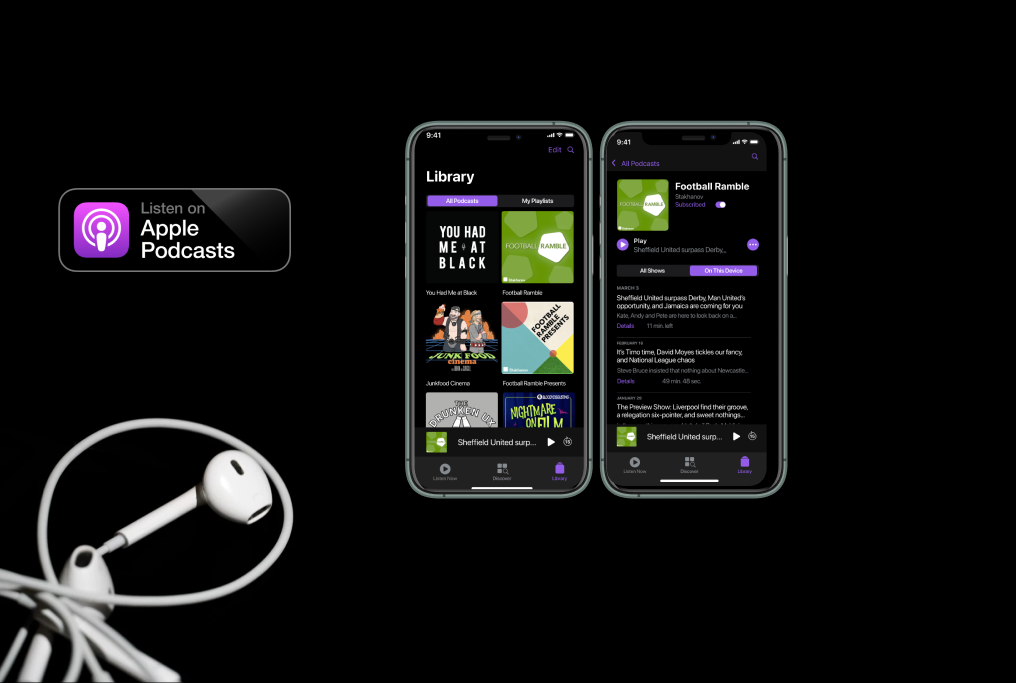 Listen on
Apple
Podcasts
9:41
Edit
Library
All Podcasts
My Playlists
YOU HAD
ME AT
BLACK
FOOTBALL RAMBLE
Stakhanov
You Had Me at Black
Football Ramble
JUNK FOOD
cinema
FOOTBALL
RAMBLE
PRESENTS
Stakhanov
Junkfood Cinema
Football Ramble Presents
THE
DRUNKEN UX
NIGHTMARE
ON FILM
Sheffield United surp...
15
Listen Now
Discover
Library
9:41
All Podcasts
FOOTBALL RAMBLE
Football Ramble
Stakhanov
Subscribed
Play
Sheffield United surpass Derby,..
All Shows
On This Device
MARCH 3
Sheffield United surpass Derby, Man United's
opportunity, and Jamaica are coming for you
Kate, Andy and Pete are here to look back on a...
Details
11 min. left
FEBRUARY 16
It's Timo time, David Moyes tickles our fancy,
and National League chaos
Steve Bruce insisted that nothing about Newcastle...
Details
49 min. 48 sec.
JANUARY 29
The Preview Show: Liverpool find their groove,
a relegation six-pointer, and sweet nothings...
Sheffield United surp...
15
Listen Now
Discover
Library